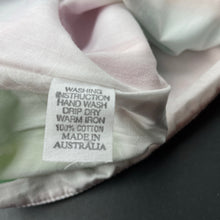 WASHING
INSTRUCTION
HAND WASH
DRIP DRY
WARM IRON
100% COTTON
MADE IN
AUSTRALIA